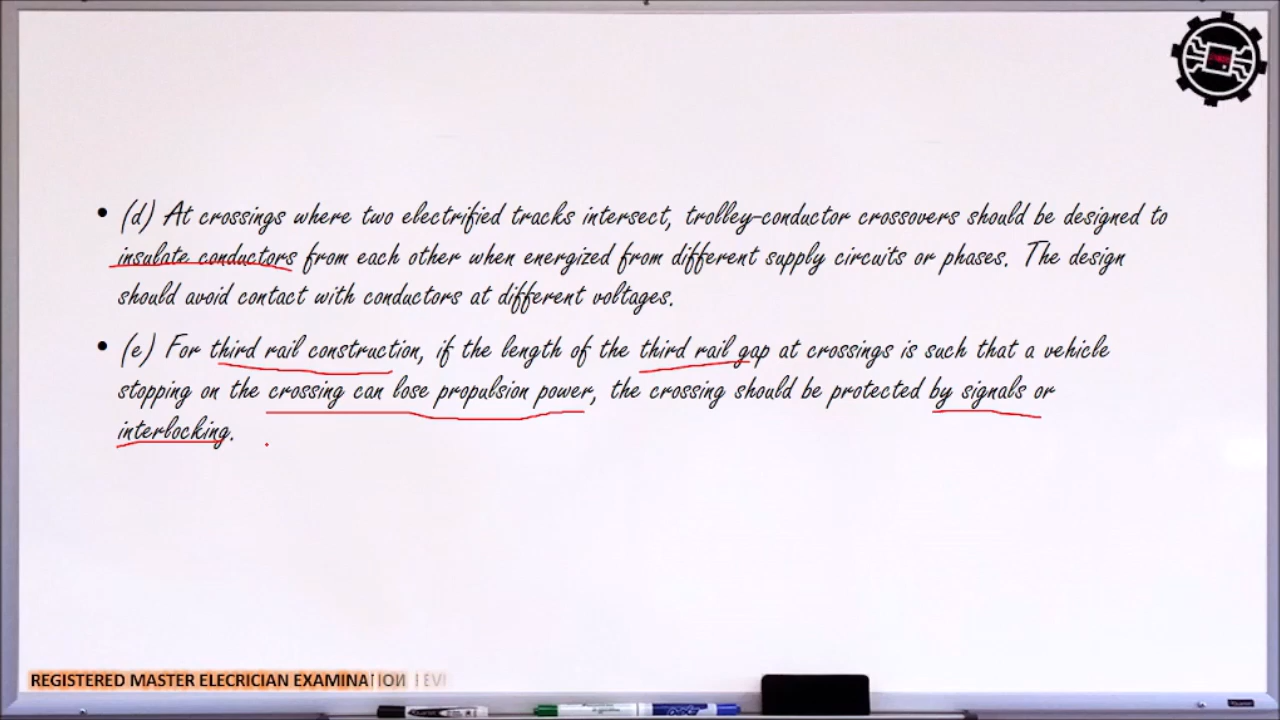 • (d) At crossings where two electrified tracks intersect, trolley-conductor crossovers should be designed to
insulate conductors from each other when energized from different supply circuits or phases. The design
should avoid contact with conductors at different voltages.
• (e) For third rail construction, if the length of the third rail gap at crossings is such that a vehicle
stopping on the crossing can lose propulsion power, the crossing should be protected by signals or
interlocking.
REGISTERED MASTER ELECRICIAN EXAMINATION